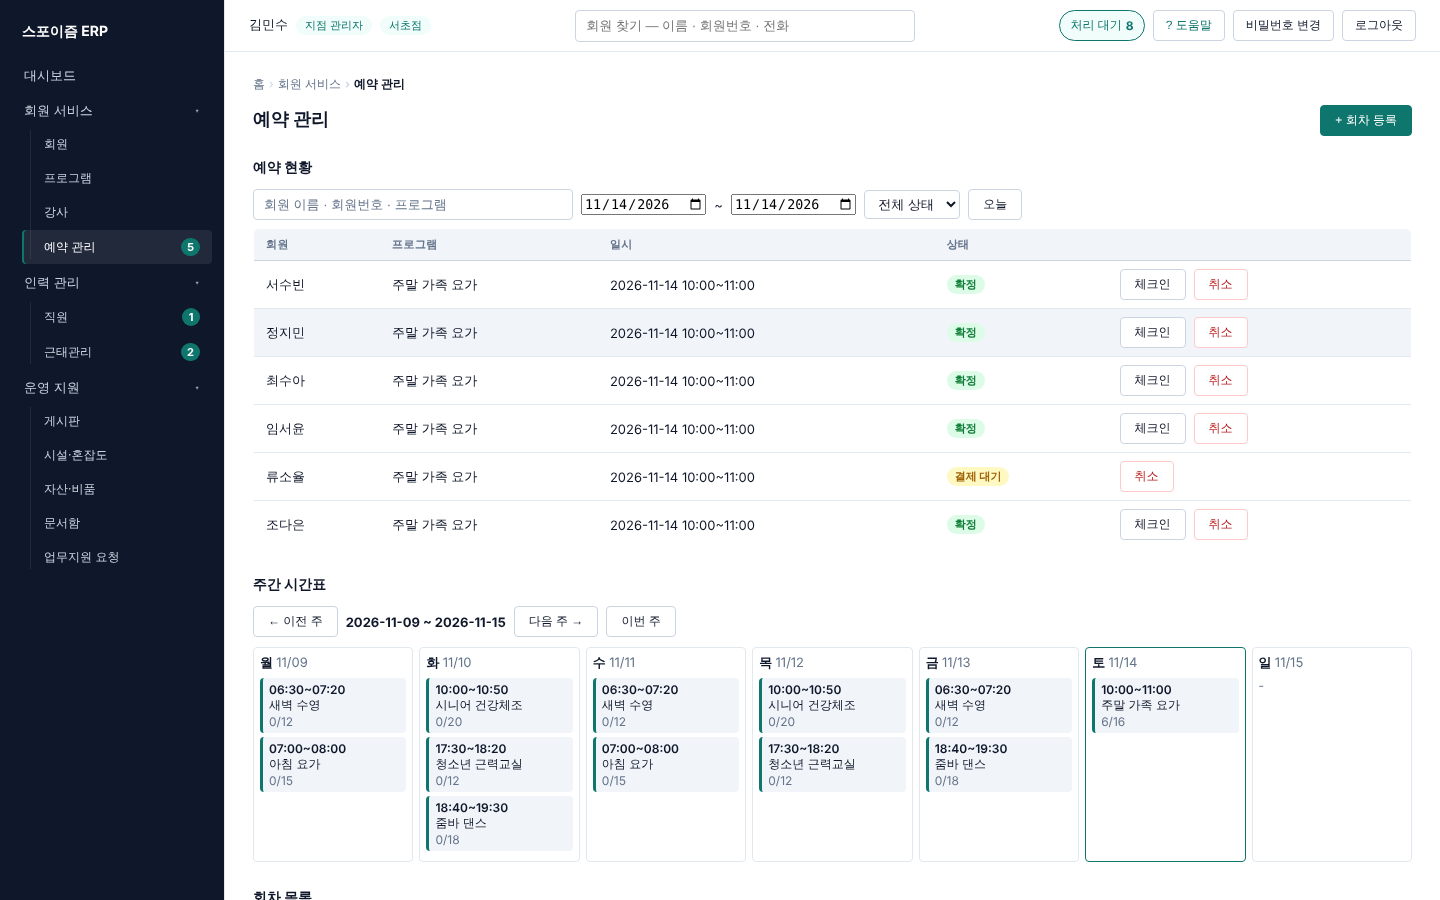 스포이즘 ERP
대시보드
회원 서비스
회원
프로그램
강사
예약 관리 5
인력 관리
직원 1
근태관리 2
운영 지원
게시판
시설·혼잡도
자산·비품
문서함
업무지원 요청
김민수 지점 관리자 서초점
회원 찾기 — 이름 · 회원번호 · 전화
처리 대기 8
? 도움말
비밀번호 변경
로그아웃
홈 › 회원 서비스 › 예약 관리
예약 관리
+ 회차 등록
예약 현황
회원 이름 · 회원번호 · 프로그램 11/14/2026 ~ 11/14/2026 전체 상태 오늘
회원 프로그램 일시 상태
서수빈 주말 가족 요가 2026-11-14 10:00~11:00 확정 체크인 취소
정지민 주말 가족 요가 2026-11-14 10:00~11:00 확정 체크인 취소
최수아 주말 가족 요가 2026-11-14 10:00~11:00 확정 체크인 취소
임서윤 주말 가족 요가 2026-11-14 10:00~11:00 확정 체크인 취소
류소율 주말 가족 요가 2026-11-14 10:00~11:00 결제 대기 취소
조다은 주말 가족 요가 2026-11-14 10:00~11:00 확정 체크인 취소
주간 시간표
← 이전 주 2026-11-09 ~ 2026-11-15 다음 주 → 이번 주
월 11/09
06:30~07:20
새벽 수영
0/12
07:00~08:00
아침 요가
0/15
화 11/10
10:00~10:50
시니어 건강체조
0/20
17:30~18:20
청소년 근력교실
0/12
18:40~19:30
줌바 댄스
0/18
수 11/11
06:30~07:20
새벽 수영
0/12
07:00~08:00
아침 요가
0/15
목 11/12
10:00~10:50
시니어 건강체조
0/20
17:30~18:20
청소년 근력교실
0/12
금 11/13
06:30~07:20
새벽 수영
0/12
18:40~19:30
줌바 댄스
0/18
토 11/14
10:00~11:00
주말 가족 요가
6/16
일 11/15
-
회차 목록